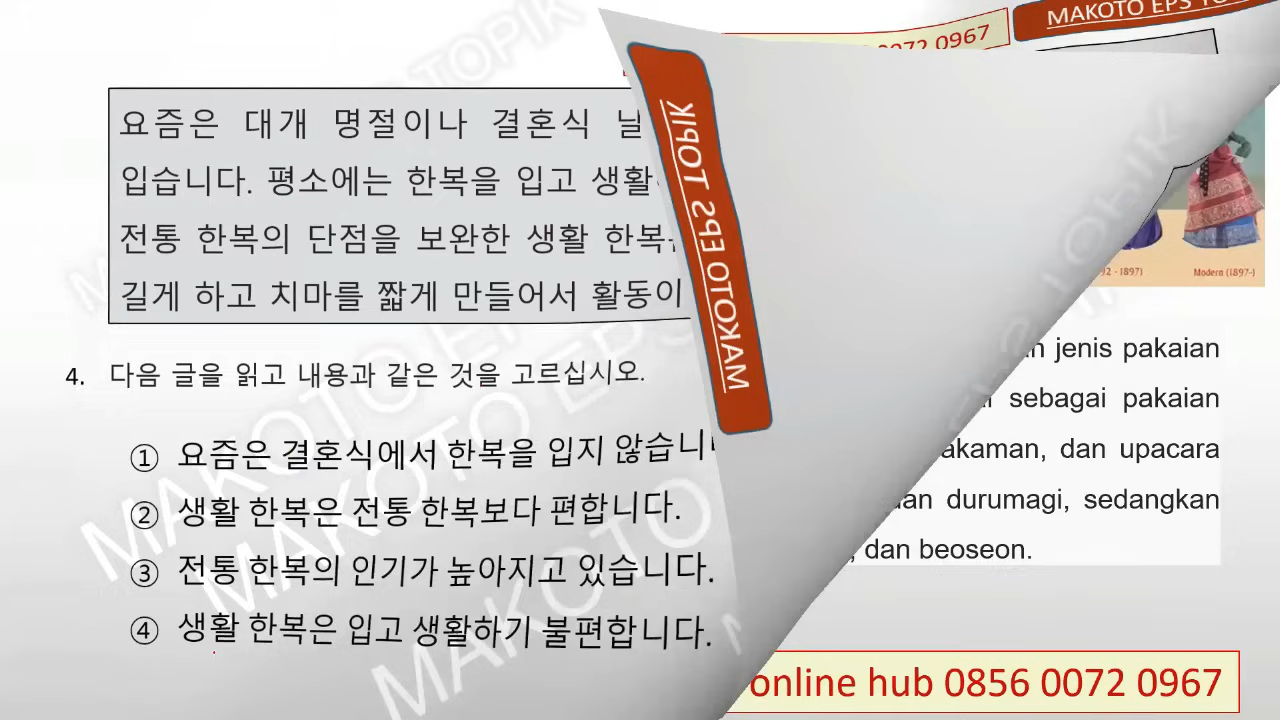 MAKOTO EPS
0072 0967
요즘은 대개 명절이나 결혼식 날
입습니다. 평소에는 한복을 입고 생활
전통 한복의 단점을 보완한 생활 한복
길게 하고 치마를 짧게 만들어서 활동이
MAKOTO EPS TOPIK
- 1897)
Modern (1897-)
4. 다음 글을 읽고 내용과 같은 것을 고르십시오.
① 요즘은 결혼식에서 한복을 입지 않습니
② 생활 한복은 전통 한복보다 편합니다.
③ 전통 한복의 인기가 높아지고 있습니다.
④ 생활 한복은 입고 생활하기 불편합니다.
jenis pakaian
sebagai pakaian
akaman, dan upacara
dan durumagi, sedangkan
, dan beoseon.
online hub 0856 0072 0967
MAKOTO EPS TOPIK